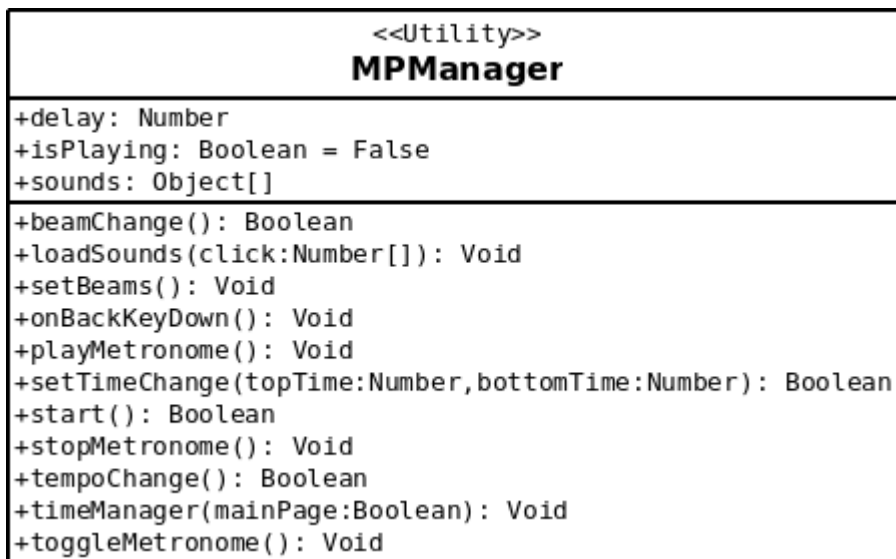 <<Utility>>
MPManager
+delay: Number
+isPlaying: Boolean = False
+sounds: Object[]
+beamChange(): Boolean
+loadSounds(click:Number[]): Void
+setBeams(): Void
+onBackKeyDown(): Void
+playMetronome(): Void
+setTimeChange(topTime:Number,bottomTime:Number): Boolean
+start(): Boolean
+stopMetronome(): Void
+tempoChange(): Boolean
+timeManager(mainPage:Boolean): Void
+toggleMetronome(): Void